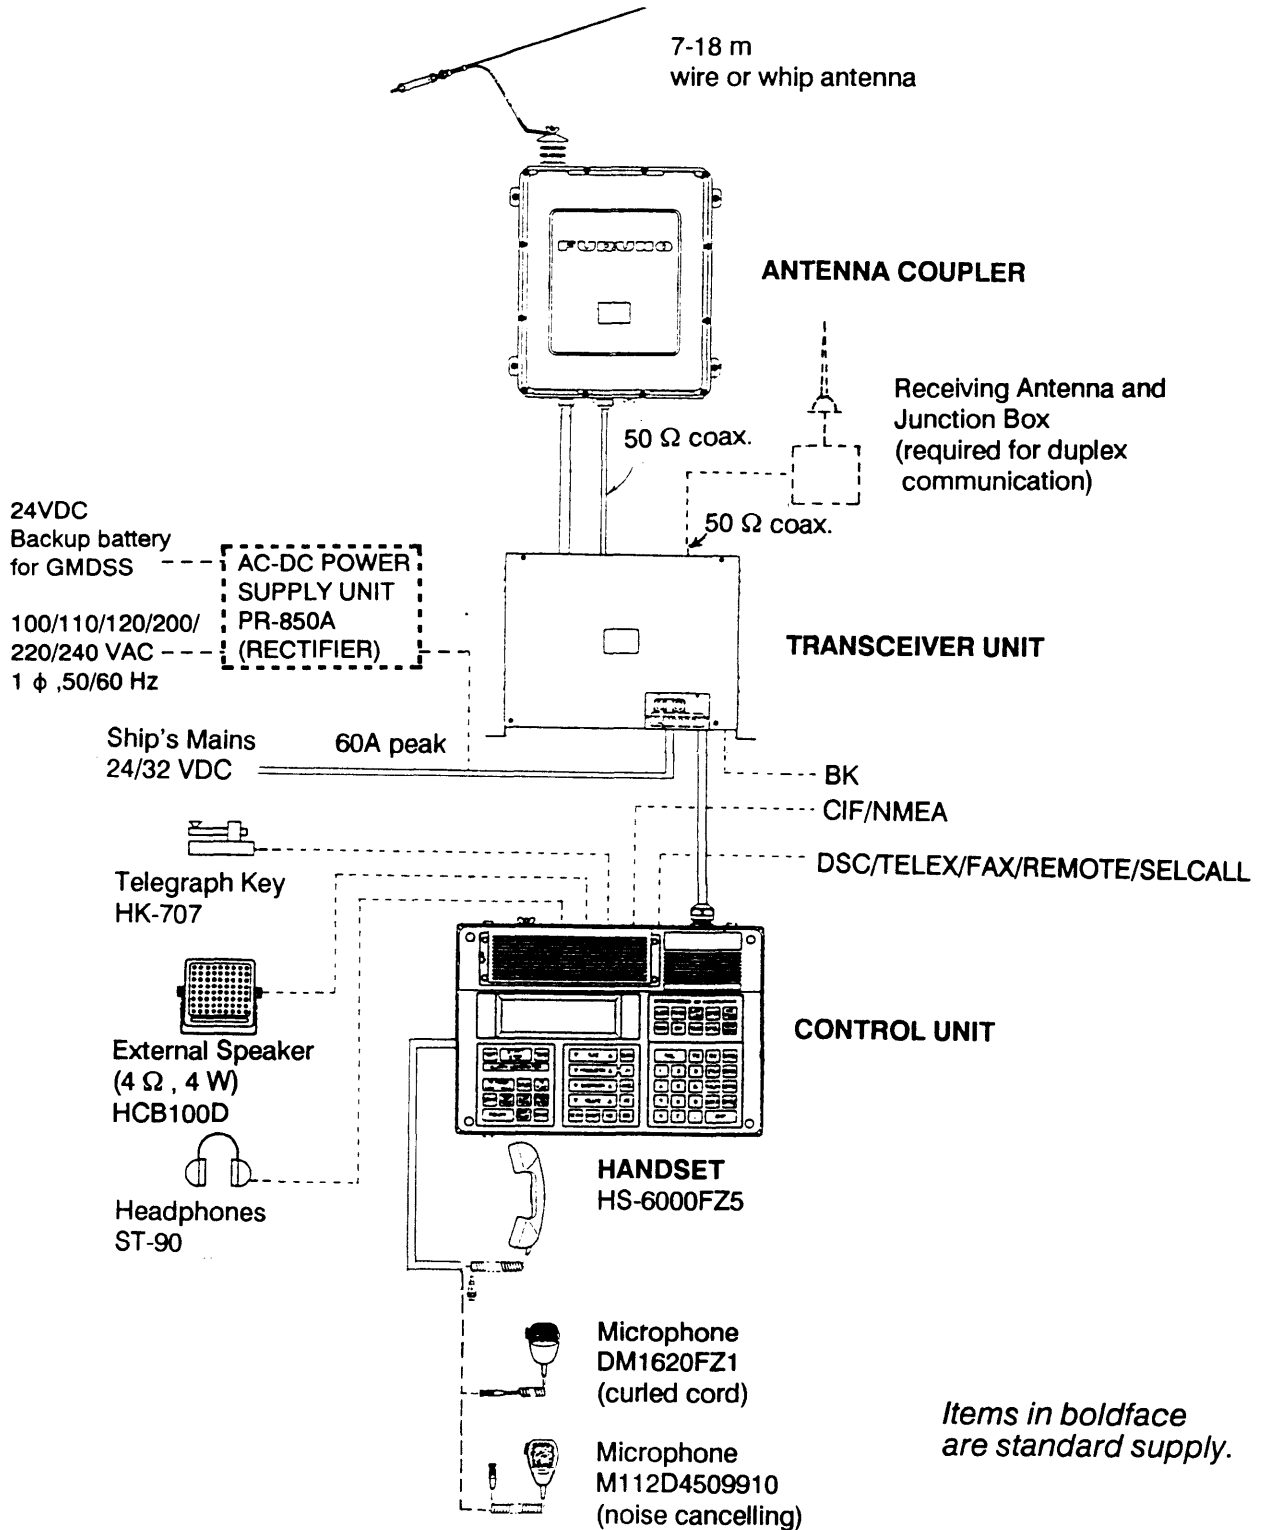 7-18 m
wire or whip antenna
FURUNO
ANTENNA COUPLER
Receiving Antenna and
Junction Box
(required for duplex
communication)
50 Ω coax.
50 Ω coax.
24VDC
Backup battery
for GMDSS
AC-DC POWER
SUPPLY UNIT
PR-850A
(RECTIFIER)
100/110/120/200/
220/240 VAC
1 φ ,50/60 Hz
TRANSCEIVER UNIT
Ship's Mains
24/32 VDC
60A peak
BK
CIF/NMEA
DSC/TELEX/FAX/REMOTE/SELCALL
Telegraph Key
HK-707
External Speaker
(4 Ω , 4 W)
HCB100D
CONTROL UNIT
Headphones
ST-90
HANDSET
HS-6000FZ5
Microphone
DM1620FZ1
(curled cord)
Microphone
M112D4509910
(noise cancelling)
Items in boldface
are standard supply.